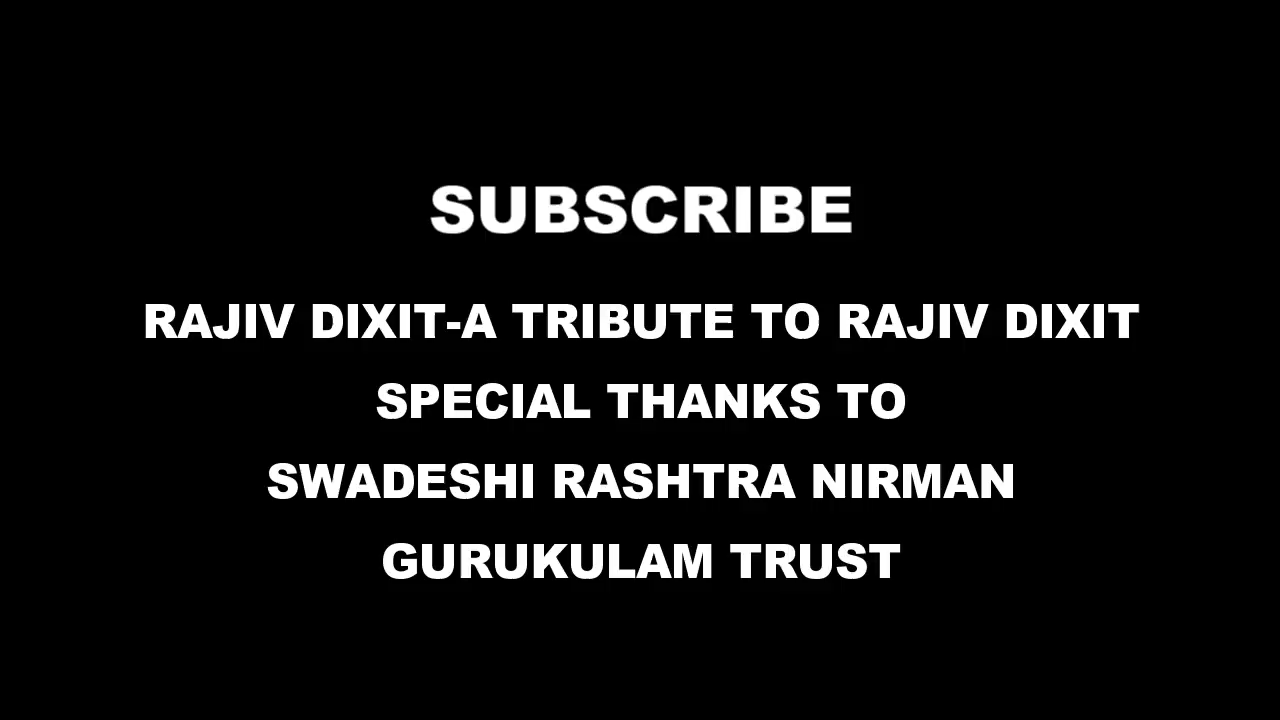 SUBSCRIBE
RAJIV DIXIT-A TRIBUTE TO RAJIV DIXIT
SPECIAL THANKS TO
SWADESHI RASHTRA NIRMAN
GURUKULAM TRUST